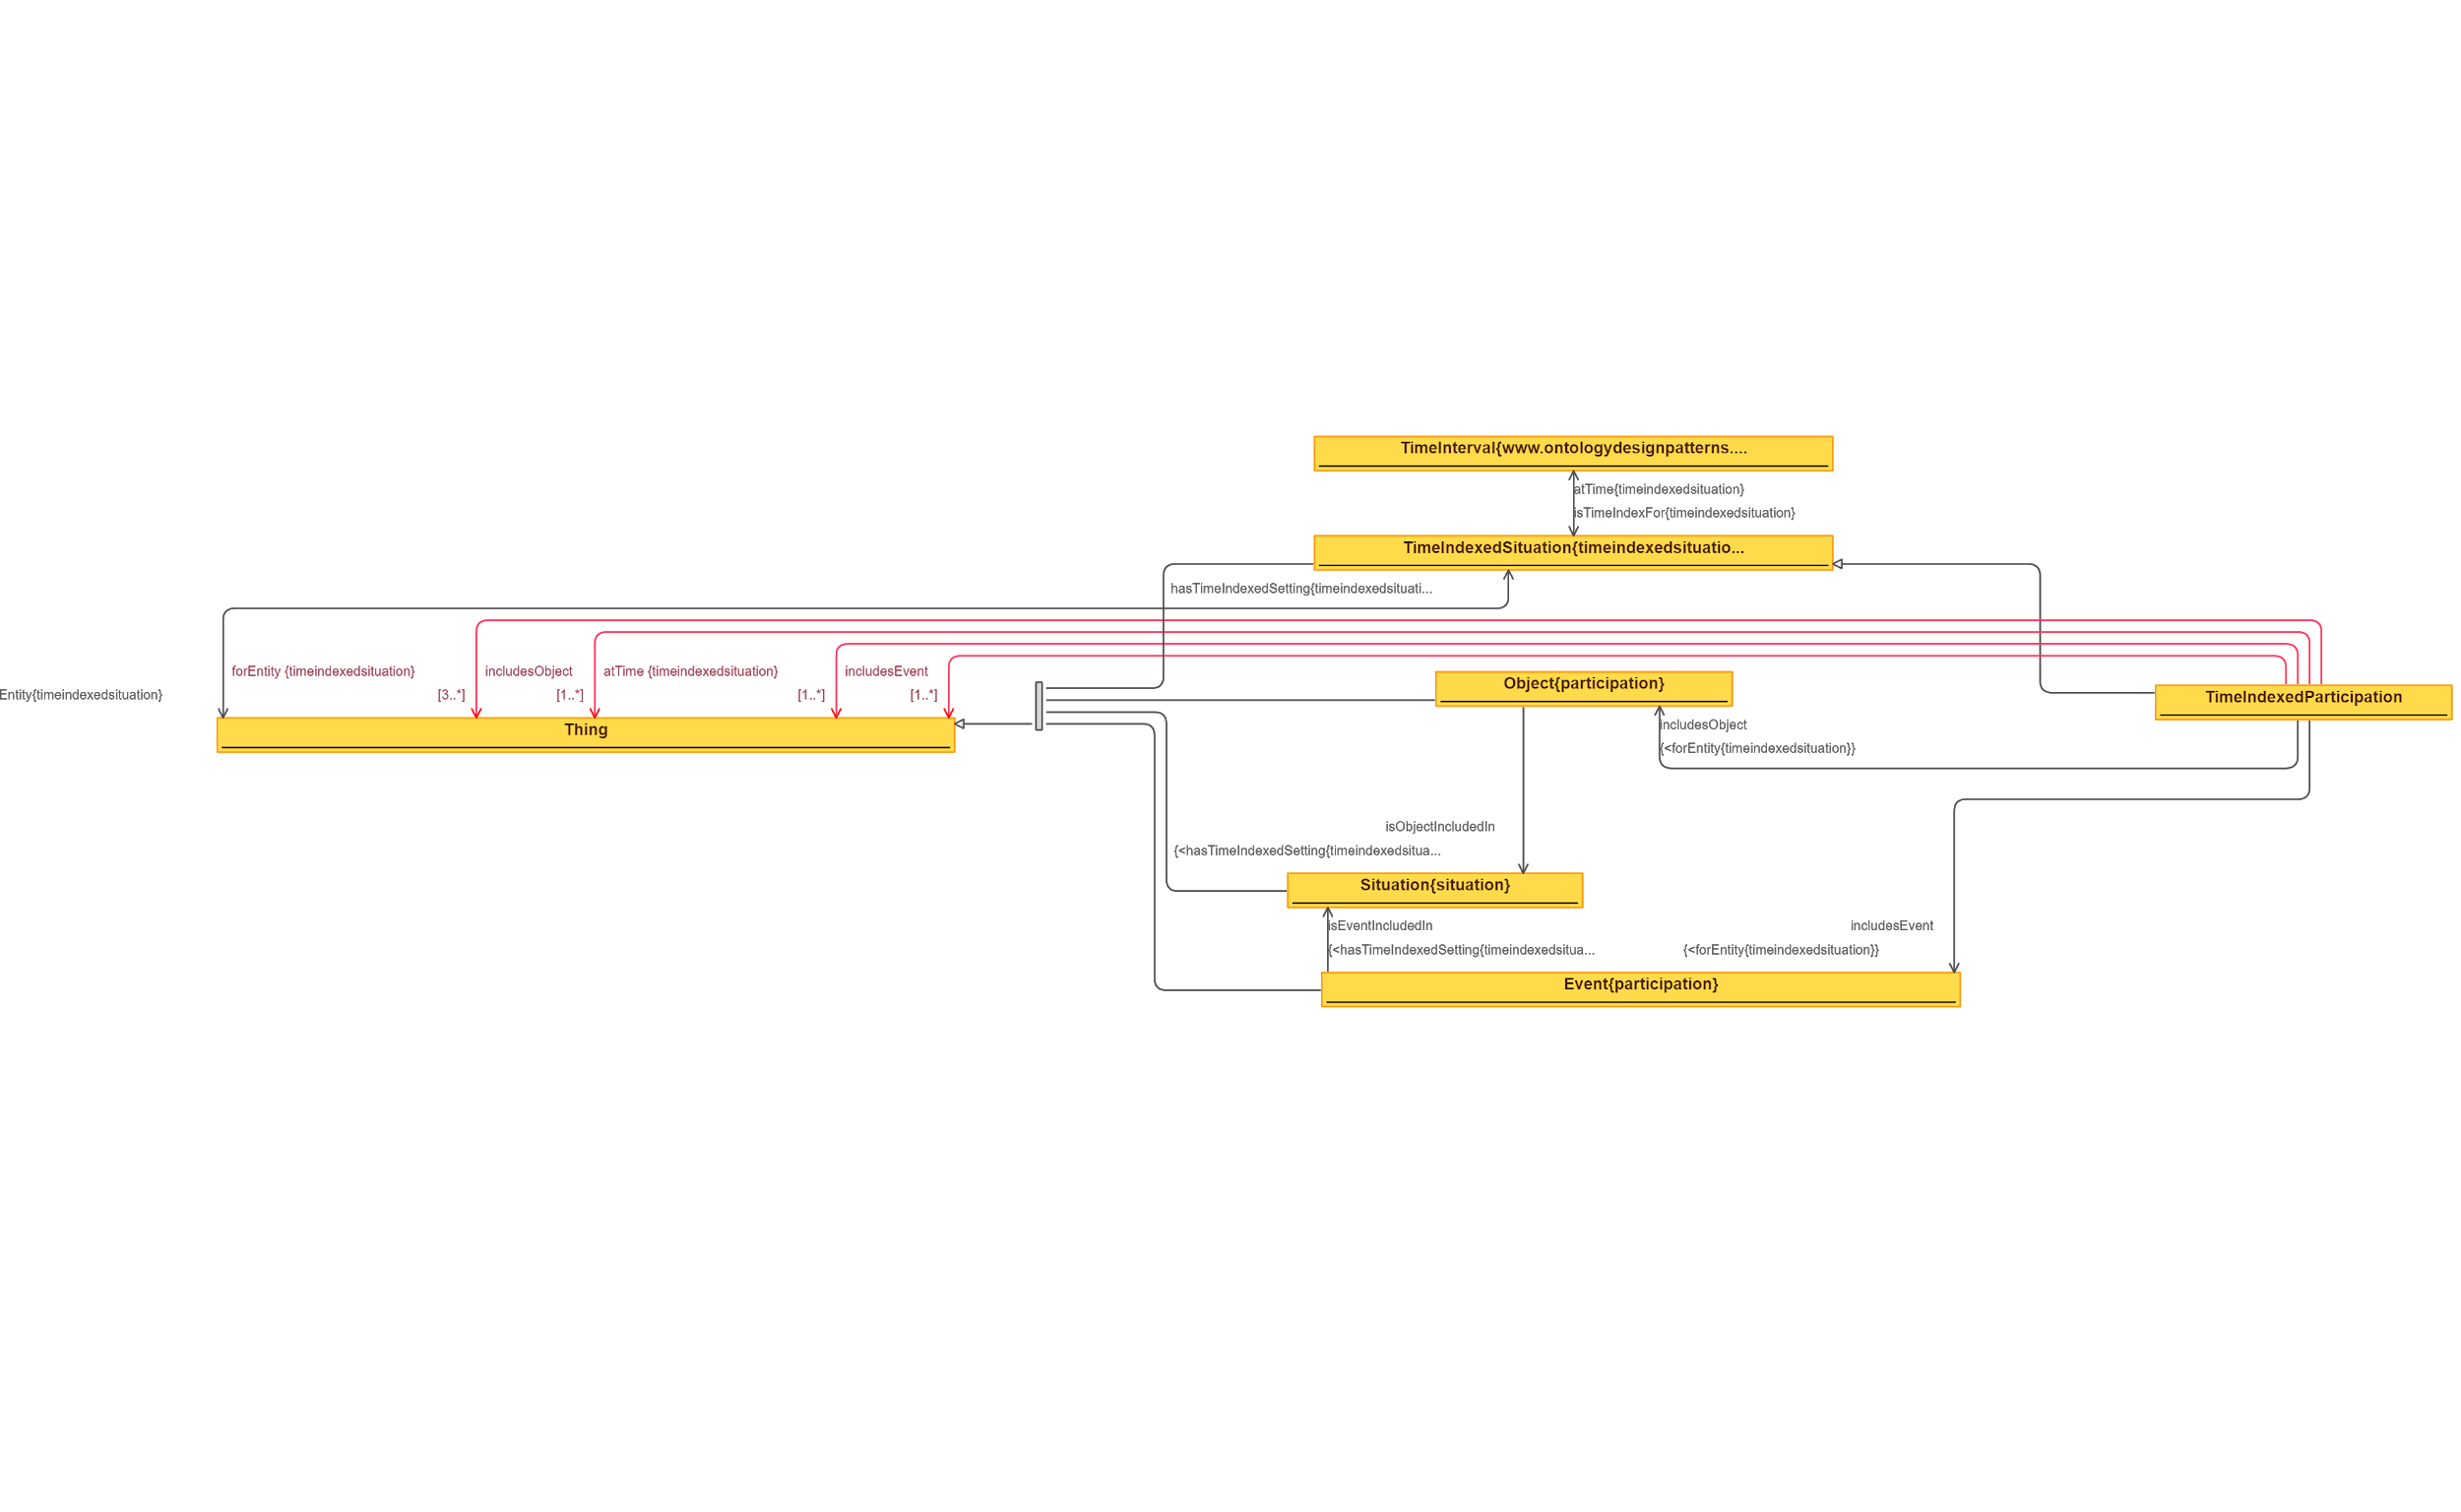 TimeInterval{www.ontologydesignpatterns....
atTime{timeindexedsituation}
isTimeIndexFor{timeindexedsituation}
TimeIndexedSituation{timeindexedsituatio...
hasTimeIndexedSetting{timeindexedsituati...
forEntity {timeindexedsituation}
includesObject
atTime {timeindexedsituation}
includesEvent
Entity{timeindexedsituation}
[3..*]
[1..*]
[1..*]
[1..*]
Object{participation}
TimeIndexedParticipation
Thing
includesObject
{<forEntity{timeindexedsituation}}
isObjectIncludedIn
{<hasTimeIndexedSetting{timeindexedsitua...
Situation{situation}
isEventIncludedIn
{<hasTimeIndexedSetting{timeindexedsitua...
includesEvent
{<forEntity{timeindexedsituation}}
Event{participation}